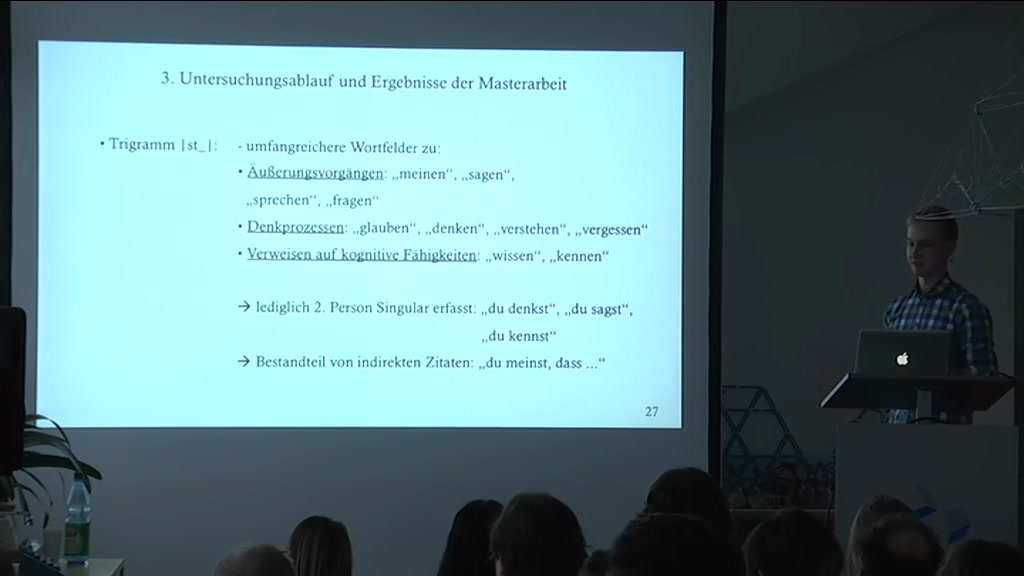 3. Untersuchungsablauf und Ergebnisse der Masterarbeit
• Trigramm |st_|: - umfangreichere Wortfelder zu:
• Äußerungsvorgängen: „meinen“, „sagen“,
„sprechen“, „fragen“
• Denkprozessen: „glauben“, „denken“, „verstehen“, „vergessen“
• Verweisen auf kognitive Fähigkeiten: „wissen“, „kennen“
→ lediglich 2. Person Singular erfasst: „du denkst“, „du sagst“,
„du kennst“
→ Bestandteil von indirekten Zitaten: „du meinst, dass ...“
27